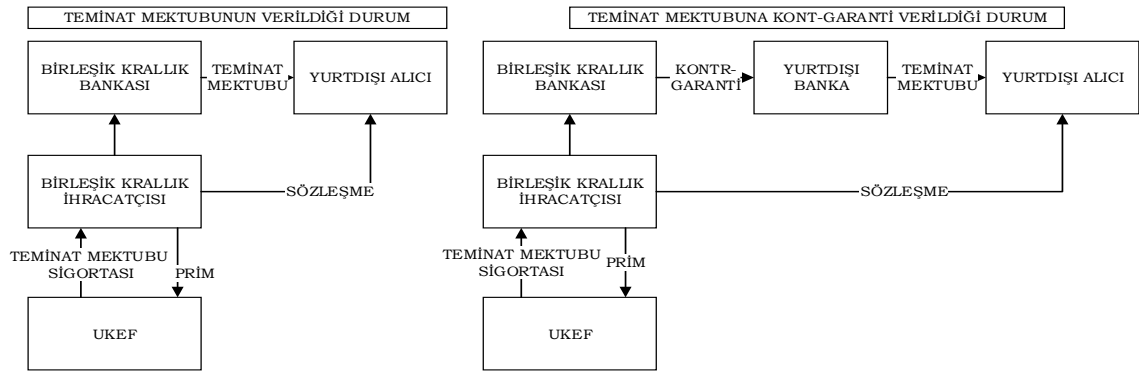 TEMİNAT MEKTUBUNUN VERİLDİĞİ DURUM
BİRLEŞİK KRALLIK
BANKASI
TEMİNAT
MEKTUBU
YURTDIŞI ALICI
BİRLEŞİK KRALLIK
İHRACATÇISI
SÖZLEŞME
TEMİNAT MEKTUBU
SİGORTASI
PRİM
UKEF
TEMİNAT MEKTUBUNA KONT-GARANTİ VERİLDİĞİ DURUM
BİRLEŞİK KRALLIK
BANKASI
KONTR-
GARANTİ
YURTDIŞI
BANKA
TEMİNAT
MEKTUBU
YURTDIŞI ALICI
BİRLEŞİK KRALLIK
İHRACATÇISI
SÖZLEŞME
TEMİNAT MEKTUBU
SİGORTASI
PRİM
UKEF